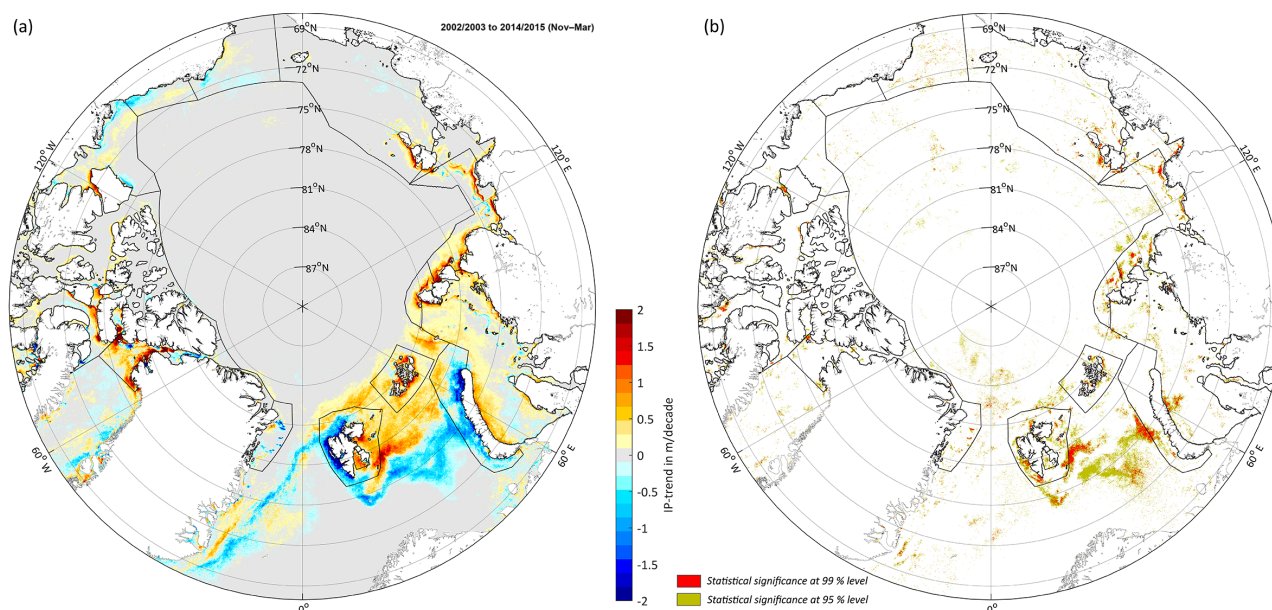 (a)
2002/2003 to 2014/2015 (Nov–Mar)
69°N
72°N
75°N
78°N
81°N
84°N
87°N
120°W
120°E
60°W
60°E
0°
2
1.5
1
0.5
0
-0.5
-1
-1.5
-2
IP-trend in m/decade
(b)
69°N
72°N
75°N
78°N
81°N
84°N
87°N
120°W
120°E
60°W
60°E
0°
Statistical significance at 99 % level
Statistical significance at 95 % level